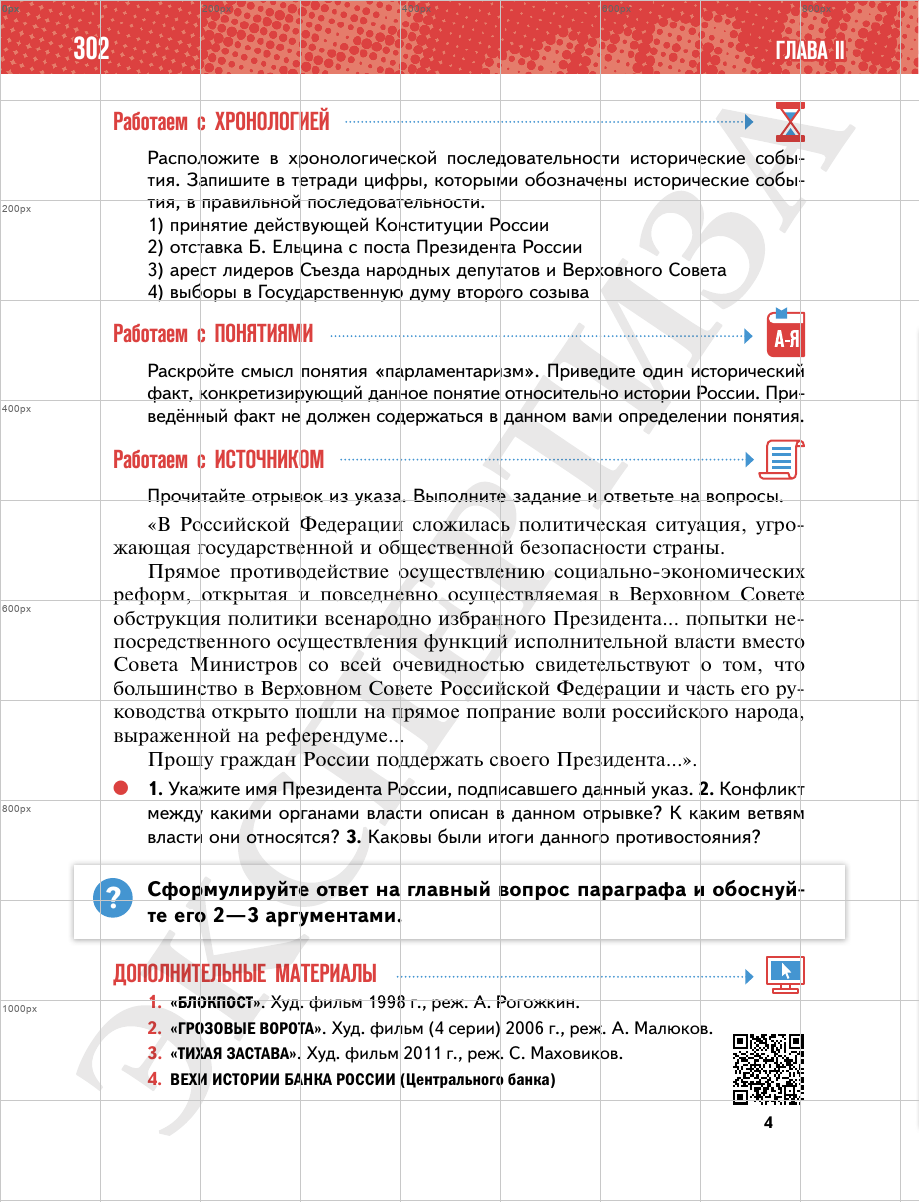 302
ГЛАВА II
Работаем с ХРОНОЛОГИЕЙ
Расположите в хронологической последовательности исторические собы-
тия. Запишите в тетради цифры, которыми обозначены исторические собы-
тия, в правильной последовательности.
1) принятие действующей Конституции России
2) отставка Б. Ельцина с поста Президента России
3) арест лидеров Съезда народных депутатов и Верховного Совета
4) выборы в Государственную думу второго созыва
Работаем с ПОНЯТИЯМИ
А-Я
Раскройте смысл понятия «парламентаризм». Приведите один исторический
факт, конкретизирующий данное понятие относительно истории России. При-
ведённый факт не должен содержаться в данном вами определении понятия.
Работаем с ИСТОЧНИКОМ
Прочитайте отрывок из указа. Выполните задание и ответьте на вопросы.
«В Российской Федерации сложилась политическая ситуация, угро-
жающая государственной и общественной безопасности страны.
Прямое противодействие осуществлению социально-экономических
реформ, открытая и повседневно осуществляемая в Верховном Совете
обструкция политики всенародно избранного Президента... попытки не-
посредственного осуществления функций исполнительной власти вместо
Совета Министров со всей очевидностью свидетельствуют о том, что
большинство в Верховном Совете Российской Федерации и часть его ру-
ководства открыто пошли на прямое попрание воли российского народа,
выраженной на референдуме...
Прошу граждан России поддержать своего Президента...».
1. Укажите имя Президента России, подписавшего данный указ. 2. Конфликт
между какими органами власти описан в данном отрывке? К каким ветвям
власти они относятся? 3. Каковы были итоги данного противостояния?
? Сформулируйте ответ на главный вопрос параграфа и обоснуй-
те его 2—3 аргументами.
ДОПОЛНИТЕЛЬНЫЕ МАТЕРИАЛЫ
1. «БЛОКПОСТ». Худ. фильм 1998 г., реж. А. Рогожкин.
2. «ГРОЗОВЫЕ ВОРОТА». Худ. фильм (4 серии) 2006 г., реж. А. Малюков.
3. «ТИХАЯ ЗАСТАВА». Худ. фильм 2011 г., реж. С. Маховиков.
4. ВЕХИ ИСТОРИИ БАНКА РОССИИ (Центрального банка)
4
ЭКСПЕРТИЗА
200px
400px
600px
800px
1000px